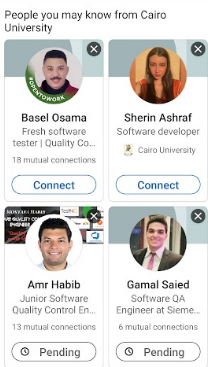 People you may know from Cairo
University
#OPENTOWORK
Basel Osama
Fresh software
tester | Quality Co...
18 mutual connections
Connect
Sherin Ashraf
Software developer
Cairo University
Connect
Amr Habib
Junior Software
Quality Control En...
13 mutual connections
Pending
Gamal Saied
Software QA
Engineer at Sieme...
6 mutual connections
Pending